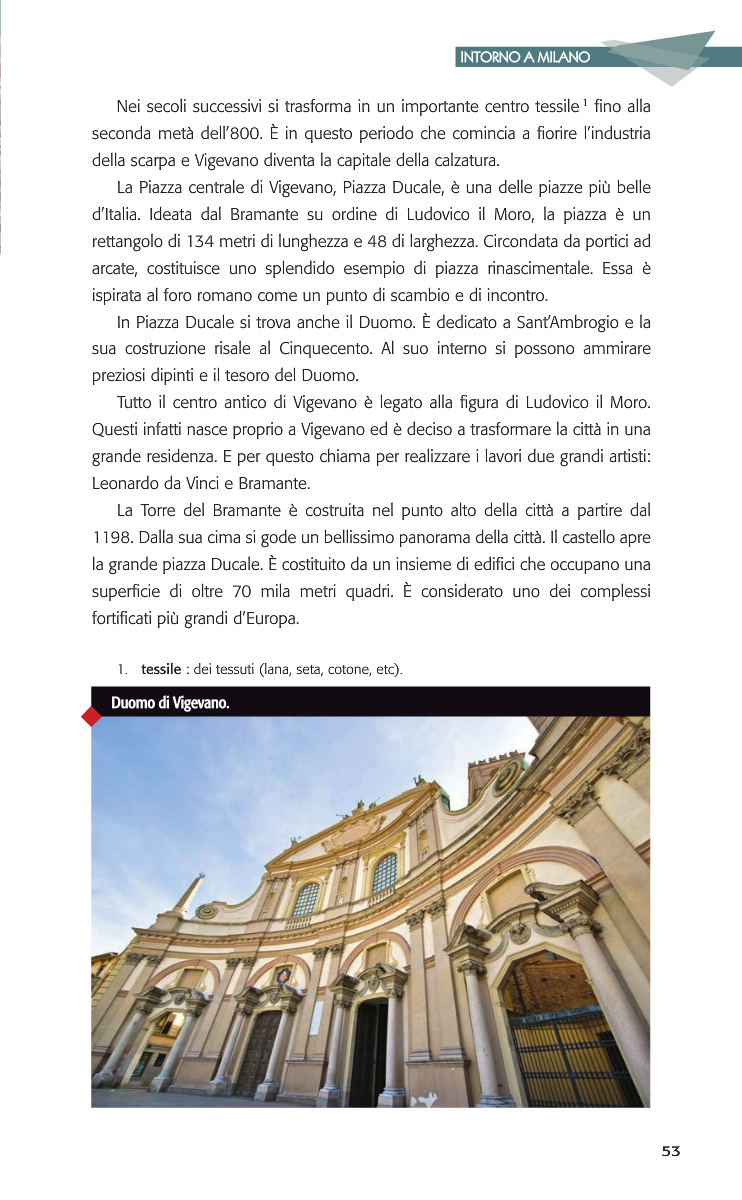 INTORNO A MILANO
Nei secoli successivi si trasforma in un importante centro tessile¹ fino alla
seconda metà dell'800. È in questo periodo che comincia a fiorire l'industria
della scarpa e Vigevano diventa la capitale della calzatura.
La Piazza centrale di Vigevano, Piazza Ducale, è una delle piazze più belle
d'Italia. Ideata dal Bramante su ordine di Ludovico il Moro, la piazza è un
rettangolo di 134 metri di lunghezza e 48 di larghezza. Circondata da portici ad
arcate, costituisce uno splendido esempio di piazza rinascimentale. Essa è
ispirata al foro romano come un punto di scambio e di incontro.
In Piazza Ducale si trova anche il Duomo. È dedicato a Sant'Ambrogio e la
sua costruzione risale al Cinquecento. Al suo interno si possono ammirare
preziosi dipinti e il tesoro del Duomo.
Tutto il centro antico di Vigevano è legato alla figura di Ludovico il Moro.
Questi infatti nasce proprio a Vigevano ed è deciso a trasformare la città in una
grande residenza. E per questo chiama per realizzare i lavori due grandi artisti:
Leonardo da Vinci e Bramante.
La Torre del Bramante è costruita nel punto alto della città a partire dal
1198. Dalla sua cima si gode un bellissimo panorama della città. Il castello apre
la grande piazza Ducale. È costituito da un insieme di edifici che occupano una
superficie di oltre 70 mila metri quadri. È considerato uno dei complessi
fortificati più grandi d'Europa.
1. tessile : dei tessuti (lana, seta, cotone, etc).
Duomo di Vigevano.
53